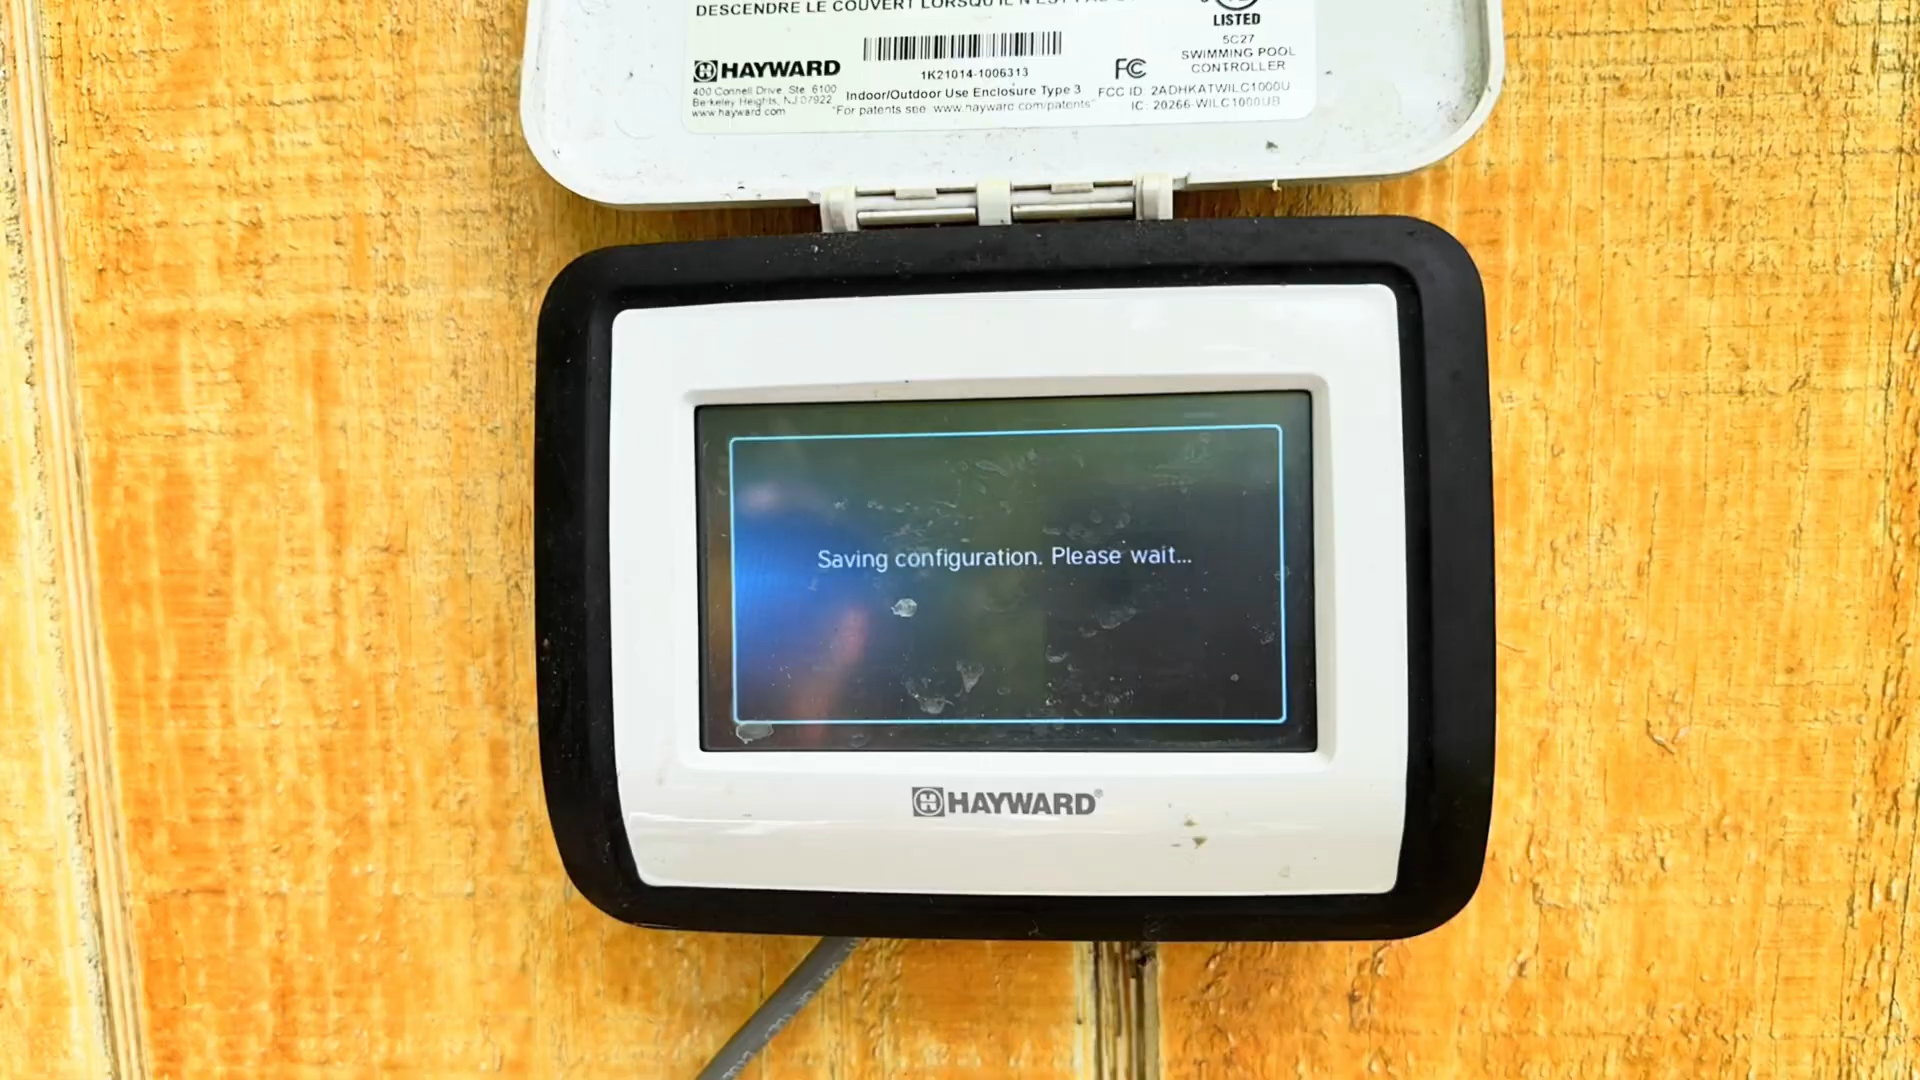 DESCENDRE LE COUVERT LORSQU'IL N'EST PAS
LISTED
5C27
SWIMMING POOL
CONTROLLER
HAYWARD
400 Connell Drive, Ste. 6100
Berkeley Heights, NJ 07922
www.hayward.com
1K21014-1006313
Indoor/Outdoor Use Enclosure Type 3
"For patents see: www.hayward.com/patents"
FC
FCC ID: 2ADHKATWILC1000U
IC: 20266-WILC1000UB
Saving configuration. Please wait...
HAYWARD®